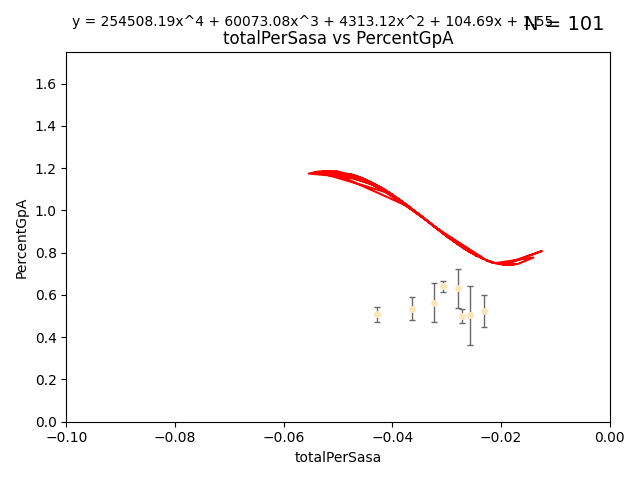 y = 254508.19x^4 + 60073.08x^3 + 4313.12x^2 + 104.69x + 1.55
N = 101
totalPerSasa vs PercentGpA
1.6
1.4
1.2
1.0
0.8
0.6
0.4
0.2
0.0
PercentGpA
−0.10 −0.08 −0.06 −0.04 −0.02 0.00
totalPerSasa